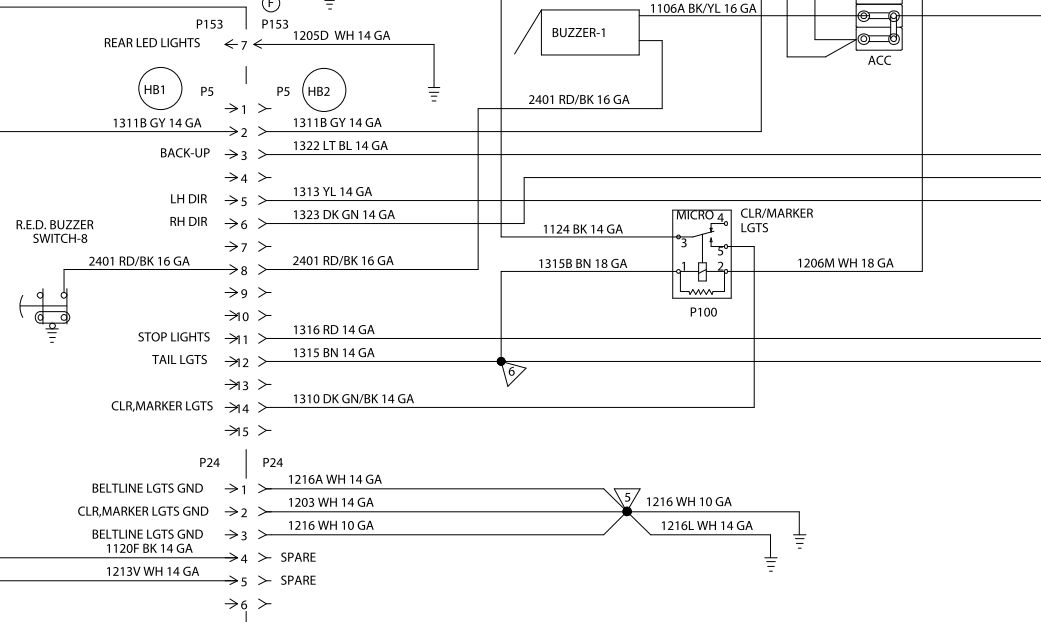 F
1106A BK/YL 16 GA
P153 P153
REAR LED LIGHTS 7 1205D WH 14 GA
BUZZER-1
ACC
HB1 P5 P5 HB2
1 2401 RD/BK 16 GA
1311B GY 14 GA 2 1311B GY 14 GA
BACK-UP 3 1322 LT BL 14 GA
4
LH DIR 5 1313 YL 14 GA
RH DIR 6 1323 DK GN 14 GA
MICRO 4 CLR/MARKER
LGTS
R.E.D. BUZZER
SWITCH-8
1124 BK 14 GA 3 5
7
2401 RD/BK 16 GA 8 2401 RD/BK 16 GA
1315B BN 18 GA 1 2 1206M WH 18 GA
9
10
P100
STOP LIGHTS 11 1316 RD 14 GA
TAIL LGTS 12 1315 BN 14 GA
6
13
CLR,MARKER LGTS 14 1310 DK GN/BK 14 GA
15
P24 P24
BELTLINE LGTS GND 1 1216A WH 14 GA
5
CLR,MARKER LGTS GND 2 1203 WH 14 GA 1216 WH 10 GA
BELTLINE LGTS GND 3 1216 WH 10 GA 1216L WH 14 GA
1120F BK 14 GA 4 SPARE
1213V WH 14 GA 5 SPARE
6